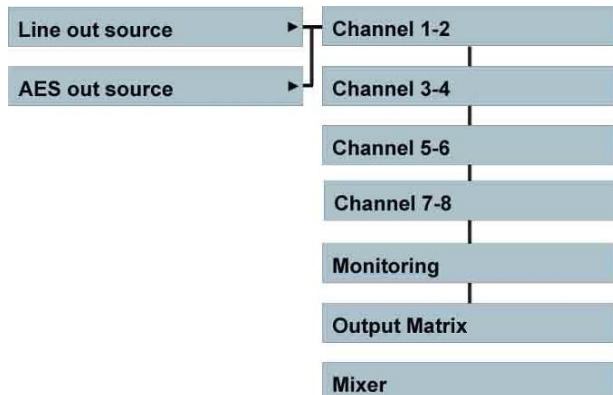 Line out source
AES out source
Channel 1-2
Channel 3-4
Channel 5-6
Channel 7-8
Monitoring
Output Matrix
Mixer